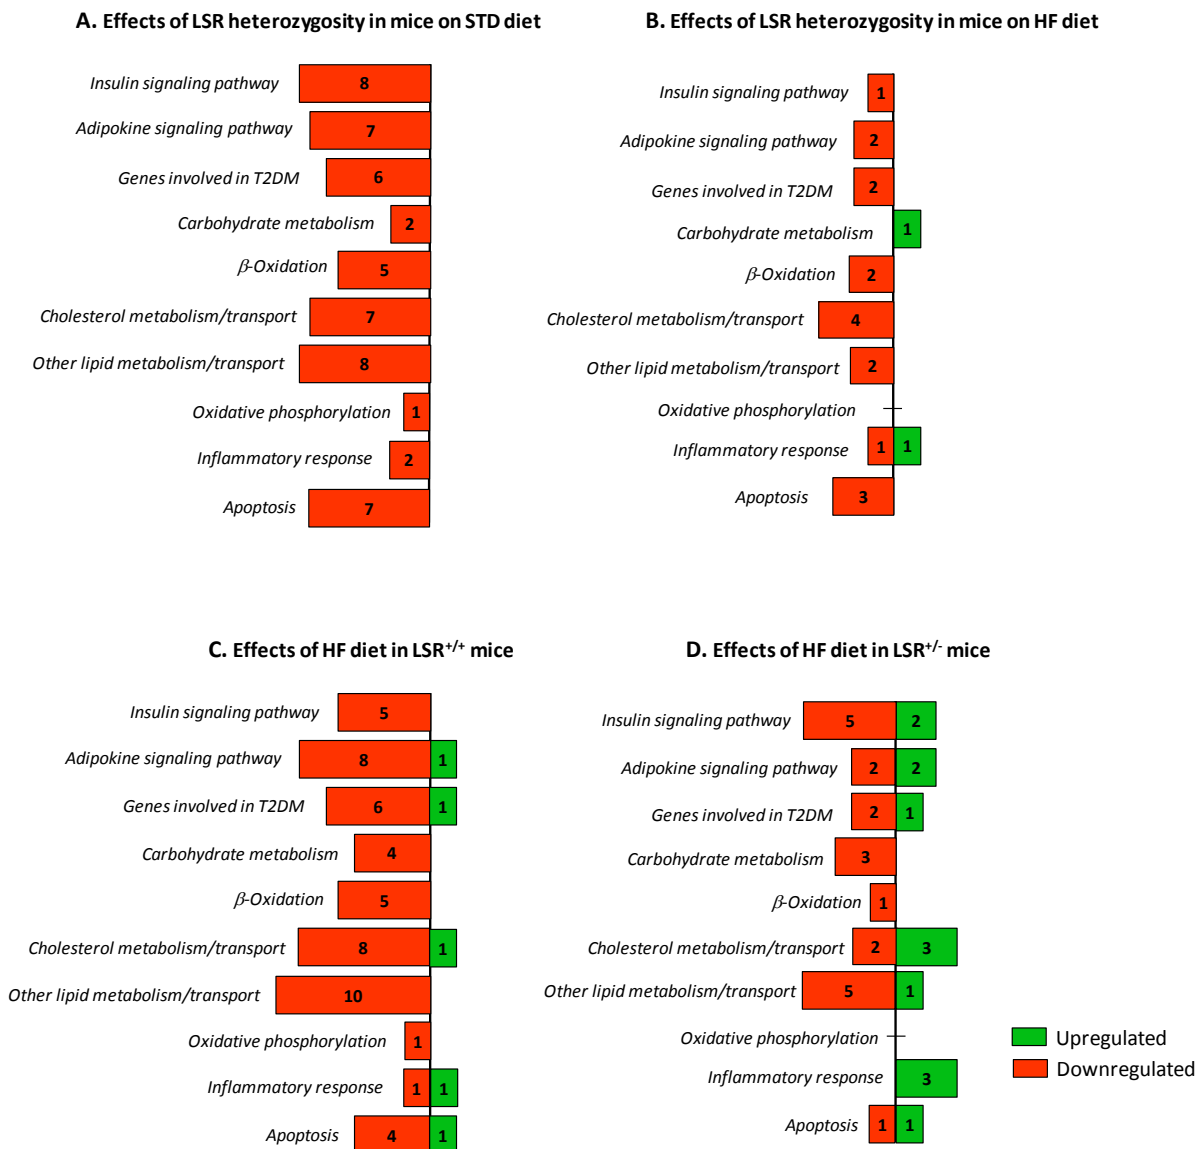 A. Effects of LSR heterozygosity in mice on STD diet
Insulin signaling pathway 8
Adipokine signaling pathway 7
Genes involved in T2DM 6
Carbohydrate metabolism 2
β-Oxidation 5
Cholesterol metabolism/transport 7
Other lipid metabolism/transport 8
Oxidative phosphorylation 1
Inflammatory response 2
Apoptosis 7
B. Effects of LSR heterozygosity in mice on HF diet
Insulin signaling pathway 1
Adipokine signaling pathway 2
Genes involved in T2DM 2
Carbohydrate metabolism 1
β-Oxidation 2
Cholesterol metabolism/transport 4
Other lipid metabolism/transport 2
Oxidative phosphorylation
Inflammatory response 1 1
Apoptosis 3
C. Effects of HF diet in LSR+/+ mice
Insulin signaling pathway 5
Adipokine signaling pathway 8 1
Genes involved in T2DM 6 1
Carbohydrate metabolism 4
β-Oxidation 5
Cholesterol metabolism/transport 8 1
Other lipid metabolism/transport 10
Oxidative phosphorylation 1
Inflammatory response 1 1
Apoptosis 4 1
D. Effects of HF diet in LSR+/- mice
Insulin signaling pathway 5 2
Adipokine signaling pathway 2 2
Genes involved in T2DM 2 1
Carbohydrate metabolism 3
β-Oxidation 1
Cholesterol metabolism/transport 2 3
Other lipid metabolism/transport 5 1
Oxidative phosphorylation
Inflammatory response 3
Apoptosis 1 1
Upregulated
Downregulated